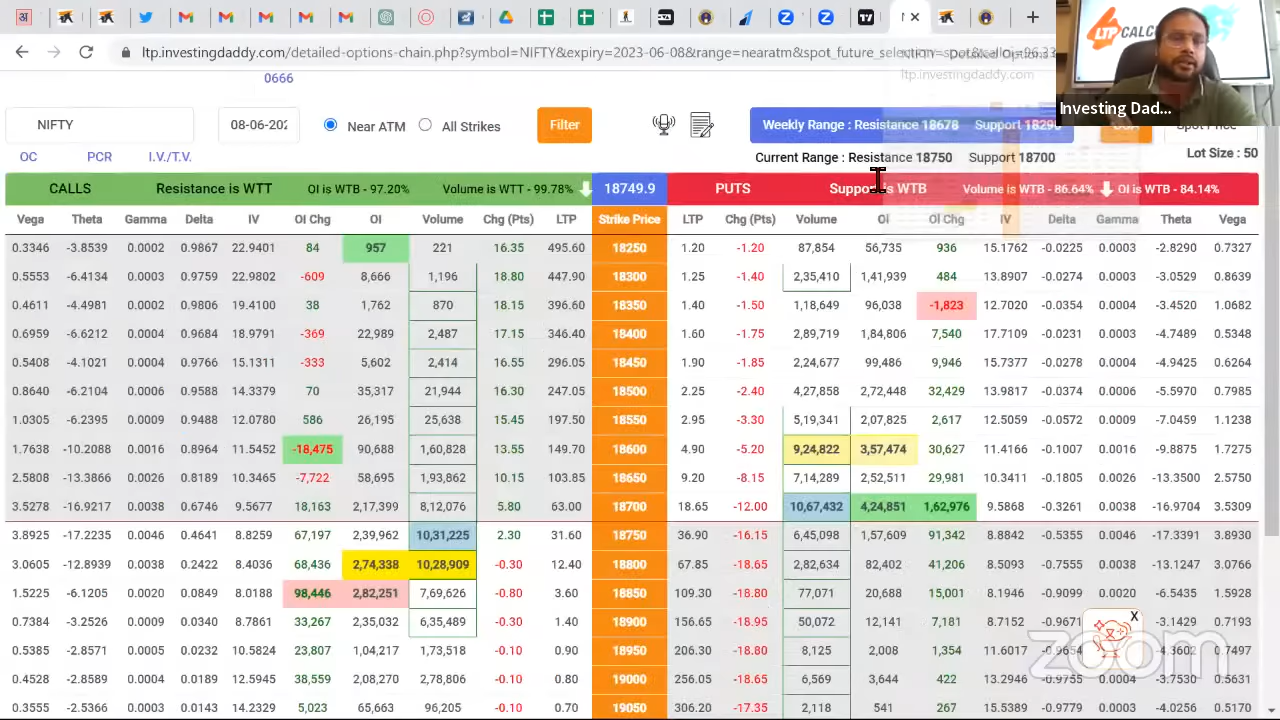 ltp.investingdaddy.com/detailed-options-chain.php?symbol=NIFTY&expiry=2023-06-08&range=nearatm&spot_future_selection=spot&calloi=96.33
NIFTY - Detailed Options
ltp.investingdaddy.com
LTP CALC
Investing Dad...
0666
NIFTY 08-06-202 Near ATM All Strikes Filter Weekly Range : Resistance 18678 Support 1829 Spot Price
OC PCR I.V./T.V. Current Range : Resistance 18750 Support 18700 Lot Size : 50
CALLS Resistance is WTT OI is WTB - 97.20% Volume is WTT - 99.78% 18749.9 PUTS Support is WTB Volume is WTB - 86.64% OI is WTB - 84.14%
Vega Theta Gamma Delta IV OI Chg OI Volume Chg (Pts) LTP Strike Price LTP Chg (Pts) Volume OI OI Chg IV Delta Gamma Theta Vega
0.3346 -3.8539 0.0002 0.9867 22.9401 84 957 221 16.35 495.60 18250 1.20 -1.20 87,854 56,735 936 15.1762 -0.0225 0.0003 -2.8290 0.7327
0.5553 -6.4134 0.0003 0.9759 22.9802 -609 8,666 1,196 18.80 447.90 18300 1.25 -1.40 2,35,410 1,41,939 484 13.8907 -0.0274 0.0003 -3.0529 0.8639
0.4611 -4.4981 0.0004 0.9806 19.4100 38 1,762 870 18.15 396.60 18350 1.40 -1.50 1,18,649 96,038 -1,823 12.7020 -0.0354 0.0004 -3.4520 1.0682
0.6959 -6.6212 0.0004 0.9684 18.9791 -369 22,989 2,487 17.15 346.40 18400 1.60 -1.75 2,89,719 1,84,806 7,540 17.7109 -0.0231 0.0003 -4.7489 0.5348
0.5408 -4.1021 0.0004 0.9766 15.1311 -333 5,602 2,414 16.55 296.05 18450 1.90 -1.85 2,24,677 99,486 9,946 15.7377 -0.0278 0.0004 -4.9425 0.6264
0.8640 -6.2104 0.0006 0.9588 14.3379 70 35,317 21,944 16.30 247.05 18500 2.25 -2.40 4,27,858 2,72,448 32,429 13.9817 -0.0374 0.0006 -5.5970 0.7985
1.0305 -6.2395 0.0009 0.9488 12.0780 586 25,195 25,638 15.45 197.50 18550 2.95 -3.30 5,19,341 2,07,825 2,617 12.5059 -0.0572 0.0009 -7.0459 1.1238
1.7638 -10.2088 0.0016 0.8964 11.5452 -18,475 90,688 1,60,828 13.55 149.70 18600 4.90 -5.20 9,24,822 3,57,474 30,627 11.4166 -0.1007 0.0016 -9.8875 1.7275
2.5808 -13.3866 0.0026 0.8189 10.3465 -7,722 58,695 1,93,862 10.15 103.85 18650 9.20 -8.15 7,14,289 2,52,511 29,981 10.3411 -0.1805 0.0026 -13.3500 2.5750
3.5278 -16.9217 0.0038 0.6746 9.5677 18,163 2,17,399 8,12,076 5.80 63.00 18700 18.65 -12.00 10,67,432 4,24,851 1,62,976 9.5868 -0.3261 0.0038 -16.9704 3.5309
3.8925 -17.2235 0.0046 0.4641 8.8259 67,197 2,39,962 10,31,225 2.30 31.60 18750 36.90 -16.15 6,45,098 1,57,609 91,342 8.8842 -0.5355 0.0045 -17.3391 3.8930
3.0605 -12.8939 0.0038 0.2422 8.4036 68,436 2,74,338 10,28,909 -0.30 12.40 18800 67.85 -18.65 2,82,634 82,402 41,206 8.5093 -0.7555 0.0038 -13.1247 3.0766
1.5225 -6.1205 0.0020 0.0849 8.0188 98,446 2,82,251 7,69,626 -0.80 3.60 18850 109.30 -18.80 77,071 20,688 15,001 8.1946 -0.9099 0.0020 -6.5435 1.5928
0.7384 -3.2526 0.0009 0.0340 8.7861 33,267 2,35,032 6,35,489 -0.30 1.40 18900 156.65 -18.95 50,072 12,141 7,181 8.7152 -0.9671 -3.1429 0.7193
0.5385 -2.8571 0.0005 0.0232 10.5824 23,807 1,04,217 1,73,518 -0.10 0.90 18950 206.30 -18.80 8,125 2,008 1,354 11.6017 -4.3602 0.7497
0.4528 -2.8589 0.0004 0.0189 12.5945 38,559 2,08,270 2,78,806 -0.10 0.80 19000 256.05 -18.65 6,569 3,644 422 13.2946 -0.9755 0.0004 -3.7530 0.5631
0.3555 -2.5366 0.0003 0.0143 14.2329 5,023 65,663 96,205 -0.10 0.70 19050 306.20 -17.35 2,118 541 267 15.5389 -0.9779 0.0003 -4.0256 0.5170
X
zoom